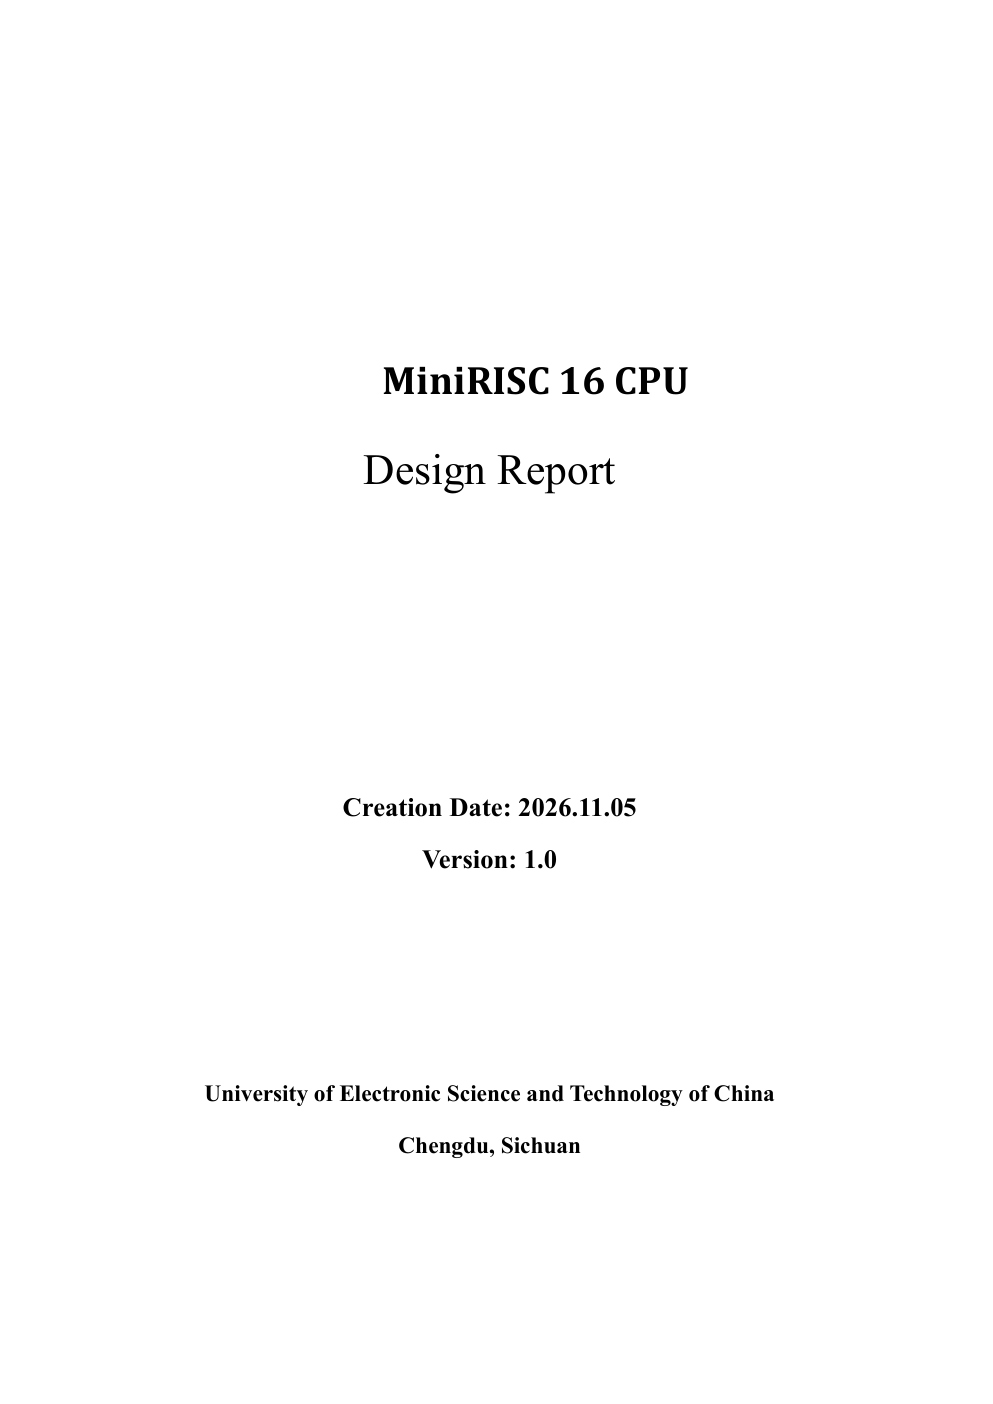 MiniRISC 16 CPU
Design Report
Creation Date: 2026.11.05
Version: 1.0
University of Electronic Science and Technology of China
Chengdu, Sichuan